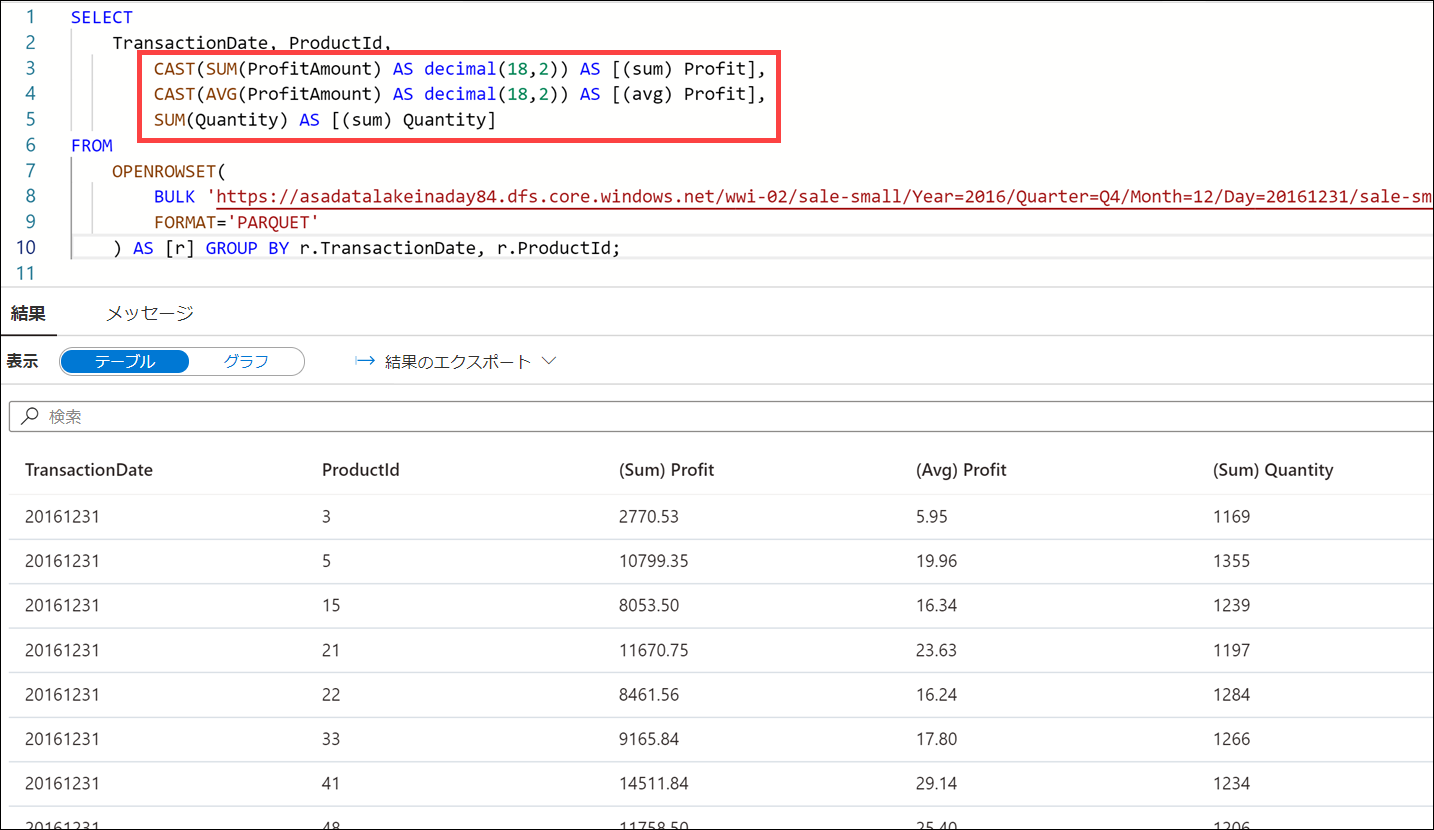 1 SELECT
2 TransactionDate, ProductId,
3 CAST(SUM(ProfitAmount) AS decimal(18,2)) AS [(sum) Profit],
4 CAST(AVG(ProfitAmount) AS decimal(18,2)) AS [(avg) Profit],
5 SUM(Quantity) AS [(sum) Quantity]
6 FROM
7 OPENROWSET(
8 BULK 'https://asadatalakeinaday84.dfs.core.windows.net/wwi-02/sale-small/Year=2016/Quarter=Q4/Month=12/Day=20161231/sale-sm
9 FORMAT='PARQUET'
10 ) AS [r] GROUP BY r.TransactionDate, r.ProductId;
11
結果 メッセージ
表示 テーブル グラフ 結果のエクスポート
検索
TransactionDate ProductId (Sum) Profit (Avg) Profit (Sum) Quantity
20161231 3 2770.53 5.95 1169
20161231 5 10799.35 19.96 1355
20161231 15 8053.50 16.34 1239
20161231 21 11670.75 23.63 1197
20161231 22 8461.56 16.24 1284
20161231 33 9165.84 17.80 1266
20161231 41 14511.84 29.14 1234
20161231 48 11758.50 25.40 1206